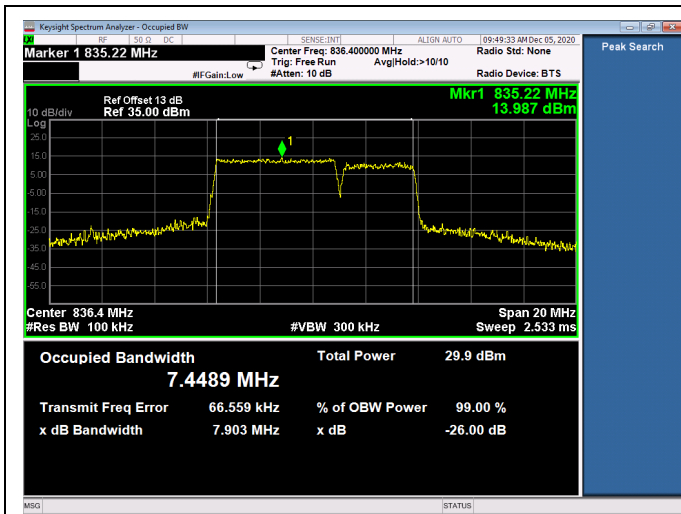 Keysight Spectrum Analyzer - Occupied BW
LXI RF 50 Ω DC SENSE:INT ALIGN AUTO 09:49:33 AM Dec 05, 2020
Marker 1 835.22 MHz
Center Freq: 836.400000 MHz Radio Std: None
Trig: Free Run Avg|Hold:>10/10
#IFGain:Low #Atten: 10 dB Radio Device: BTS
Peak Search
Mkr1 835.22 MHz
13.987 dBm
Ref Offset 13 dB
10 dB/div Ref 35.00 dBm
Log
25.0
1
15.0
5.00
-5.00
-15.0
-25.0
-35.0
-45.0
-55.0
Center 836.4 MHz Span 20 MHz
#Res BW 100 kHz #VBW 300 kHz Sweep 2.533 ms
Occupied Bandwidth Total Power 29.9 dBm
7.4489 MHz
Transmit Freq Error 66.559 kHz % of OBW Power 99.00 %
x dB Bandwidth 7.903 MHz x dB -26.00 dB
MSG STATUS